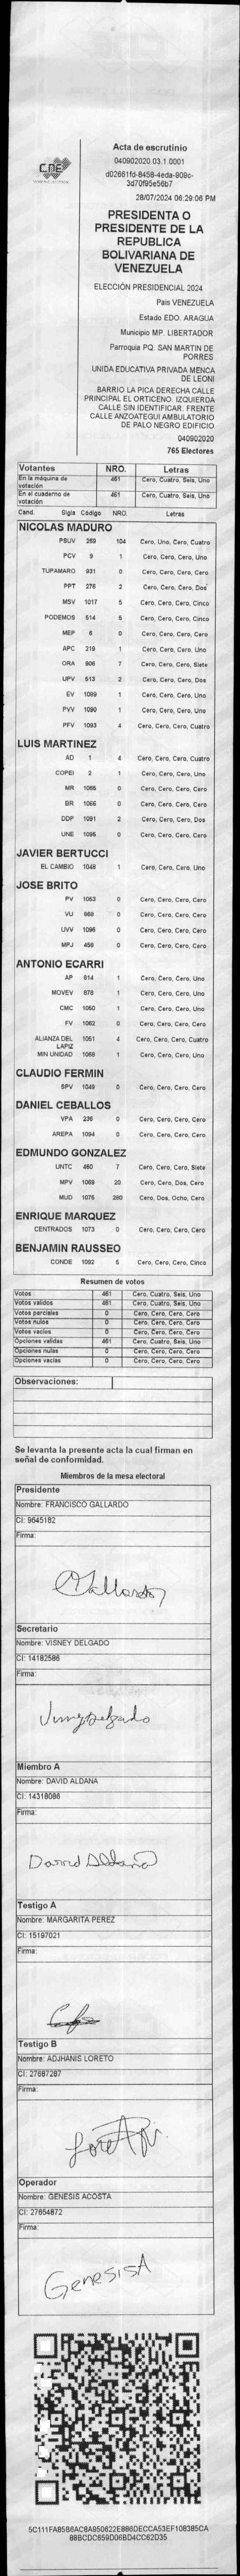 CNE
Acta de escrutinio
040902020.03.1.0001
d02661fd-8458-4eda-909c-
3d70f95e56b7
28/07/2024 06:29:06 PM
PRESIDENTA O
PRESIDENTE DE LA
REPUBLICA
BOLIVARIANA DE
VENEZUELA
ELECCIÓN PRESIDENCIAL 2024
País VENEZUELA
Estado EDO. ARAGUA
Municipio MP. LIBERTADOR
Parroquia PQ. SAN MARTIN DE
PORRES
UNIDA EDUCATIVA PRIVADA MENCA
DE LEONI
BARRIO LA PICA DERECHA CALLE
PRINCIPAL EL ORTICENO. IZQUIERDA
CALLE SIN IDENTIFICAR. FRENTE
CALLE ANZOATEGUI AMBULATORIO
DE PALO NEGRO EDIFICIO
040902020
765 Electores
Votantes NRO. Letras
En la máquina de votación 461 Cero, Cuatro, Seis, Uno
En el cuaderno de votación 461 Cero, Cuatro, Seis, Uno
Cand. Sigla Código NRO. Letras
NICOLAS MADURO
PSUV 269 104 Cero, Uno, Cero, Cuatro
PCV 9 1 Cero, Cero, Cero, Uno
TUPAMARO 931 0 Cero, Cero, Cero, Cero
PPT 276 2 Cero, Cero, Cero, Dos
MSV 1017 5 Cero, Cero, Cero, Cinco
PODEMOS 514 5 Cero, Cero, Cero, Cinco
MEP 6 0 Cero, Cero, Cero, Cero
APC 219 1 Cero, Cero, Cero, Uno
ORA 906 7 Cero, Cero, Cero, Siete
UPV 513 2 Cero, Cero, Cero, Dos
EV 1089 1 Cero, Cero, Cero, Uno
PVV 1090 1 Cero, Cero, Cero, Uno
PFV 1093 4 Cero, Cero, Cero, Cuatro
LUIS MARTINEZ
AD 1 4 Cero, Cero, Cero, Cuatro
COPEI 2 1 Cero, Cero, Cero, Uno
MR 1065 0 Cero, Cero, Cero, Cero
BR 1066 0 Cero, Cero, Cero, Cero
DDP 1091 2 Cero, Cero, Cero, Dos
UNE 1095 0 Cero, Cero, Cero, Cero
JAVIER BERTUCCI
EL CAMBIO 1048 1 Cero, Cero, Cero, Uno
JOSE BRITO
PV 1053 0 Cero, Cero, Cero, Cero
VU 868 0 Cero, Cero, Cero, Cero
UVV 1096 0 Cero, Cero, Cero, Cero
MPJ 458 0 Cero, Cero, Cero, Cero
ANTONIO ECARRI
AP 814 1 Cero, Cero, Cero, Uno
MOVEV 878 1 Cero, Cero, Cero, Uno
CMC 1050 1 Cero, Cero, Cero, Uno
FV 1062 0 Cero, Cero, Cero, Cero
ALIANZA DEL LAPIZ 1051 4 Cero, Cero, Cero, Cuatro
MIN UNIDAD 1068 1 Cero, Cero, Cero, Uno
CLAUDIO FERMIN
SPV 1049 0 Cero, Cero, Cero, Cero
DANIEL CEBALLOS
VPA 236 0 Cero, Cero, Cero, Cero
AREPA 1094 0 Cero, Cero, Cero, Cero
EDMUNDO GONZALEZ
UNTC 460 7 Cero, Cero, Cero, Siete
MPV 1069 20 Cero, Cero, Dos, Cero
MUD 1075 280 Cero, Dos, Ocho, Cero
ENRIQUE MARQUEZ
CENTRADOS 1073 0 Cero, Cero, Cero, Cero
BENJAMIN RAUSSEO
CONDE 1092 5 Cero, Cero, Cero, Cinco
Resumen de votos
Votos 461 Cero, Cuatro, Seis, Uno
Votos validos 461 Cero, Cuatro, Seis, Uno
Votos parciales 0 Cero, Cero, Cero, Cero
Votos nulos 0 Cero, Cero, Cero, Cero
Votos vacíos 0 Cero, Cero, Cero, Cero
Opciones validas 461 Cero, Cuatro, Seis, Uno
Opciones nulas 0 Cero, Cero, Cero, Cero
Opciones vacías 0 Cero, Cero, Cero, Cero
Observaciones:
Se levanta la presente acta la cual firman en
señal de conformidad.
Miembros de la mesa electoral
Presidente
Nombre: FRANCISCO GALLARDO
CI: 9645182
Firma:
Secretario
Nombre: VISNEY DELGADO
CI: 14182586
Firma:
Visney Delgado
Miembro A
Nombre: DAVID ALDANA
CI: 14318086
Firma:
David Aldana
Testigo A
Nombre: MARGARITA PEREZ
CI: 15197021
Firma:
Testigo B
Nombre: ADJHANIS LORETO
CI: 27687287
Firma:
Operador
Nombre: GENESIS ACOSTA
CI: 27654872
Firma:
GenesisA
5C111FAB5B6AC8A950622E886DECCA53EF108385CA
88BCDC659D06BD4CC62D35